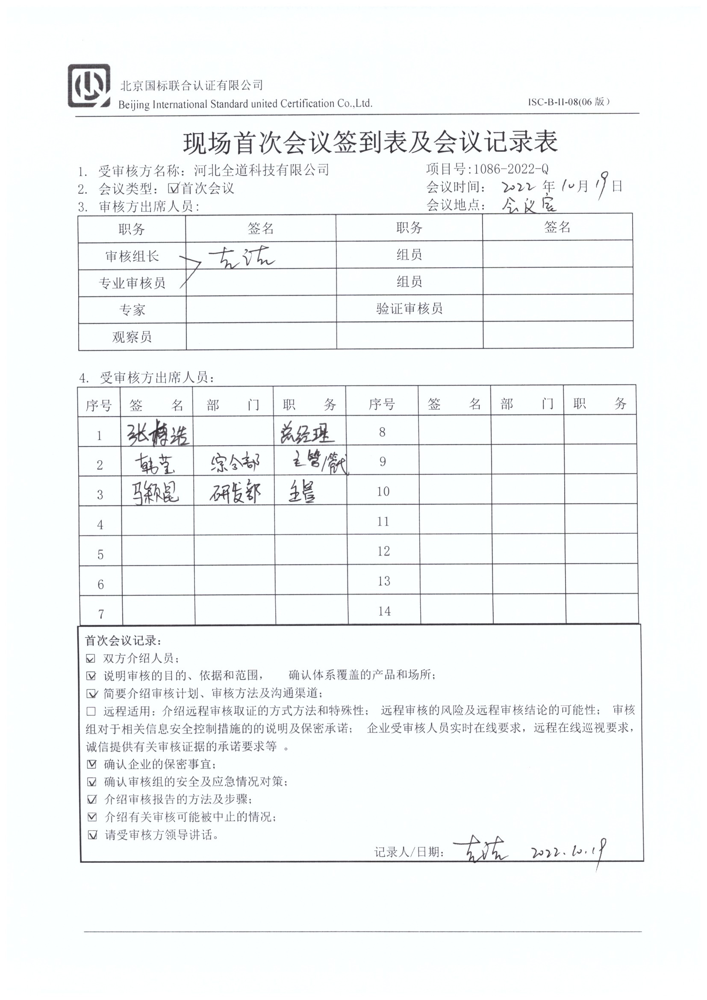 北京国标联合认证有限公司
Beijing International Standard united Certification Co.,Ltd.
ISC-B-II-08(06 版)
现场首次会议签到表及会议记录表
1. 受审核方名称：河北全道科技有限公司 项目号:1086-2022-Q
2. 会议类型：☑首次会议 会议时间： 2022 年 10 月 19 日
3. 审核方出席人员: 会议地点： 会议室
职务 签名 职务 签名
审核组长 组员
专业审核员 组员
专家 验证审核员
观察员
4. 受审核方出席人员：
序号 签 名 部 门 职 务 序号 签 名 部 门 职 务
1 张博浩 总经理 8
2 韩莹 综合部 主管/管代 9
3 马颖昆 研发部 主管 10
4 11
5 12
6 13
7 14
首次会议记录：
☑ 双方介绍人员；
☑ 说明审核的目的、依据和范围， 确认体系覆盖的产品和场所；
☑ 简要介绍审核计划、审核方法及沟通渠道；
☐ 远程适用：介绍远程审核取证的方式方法和特殊性； 远程审核的风险及远程审核结论的可能性； 审核
组对于相关信息安全控制措施的的说明及保密承诺； 企业受审核人员实时在线要求，远程在线巡视要求，
诚信提供有关审核证据的承诺要求等 。
☑ 确认企业的保密事宜；
☑ 确认审核组的安全及应急情况对策；
☑ 介绍审核报告的方法及步骤；
☑ 介绍有关审核可能被中止的情况；
☑ 请受审核方领导讲话。
记录人/日期： 2022.10.19